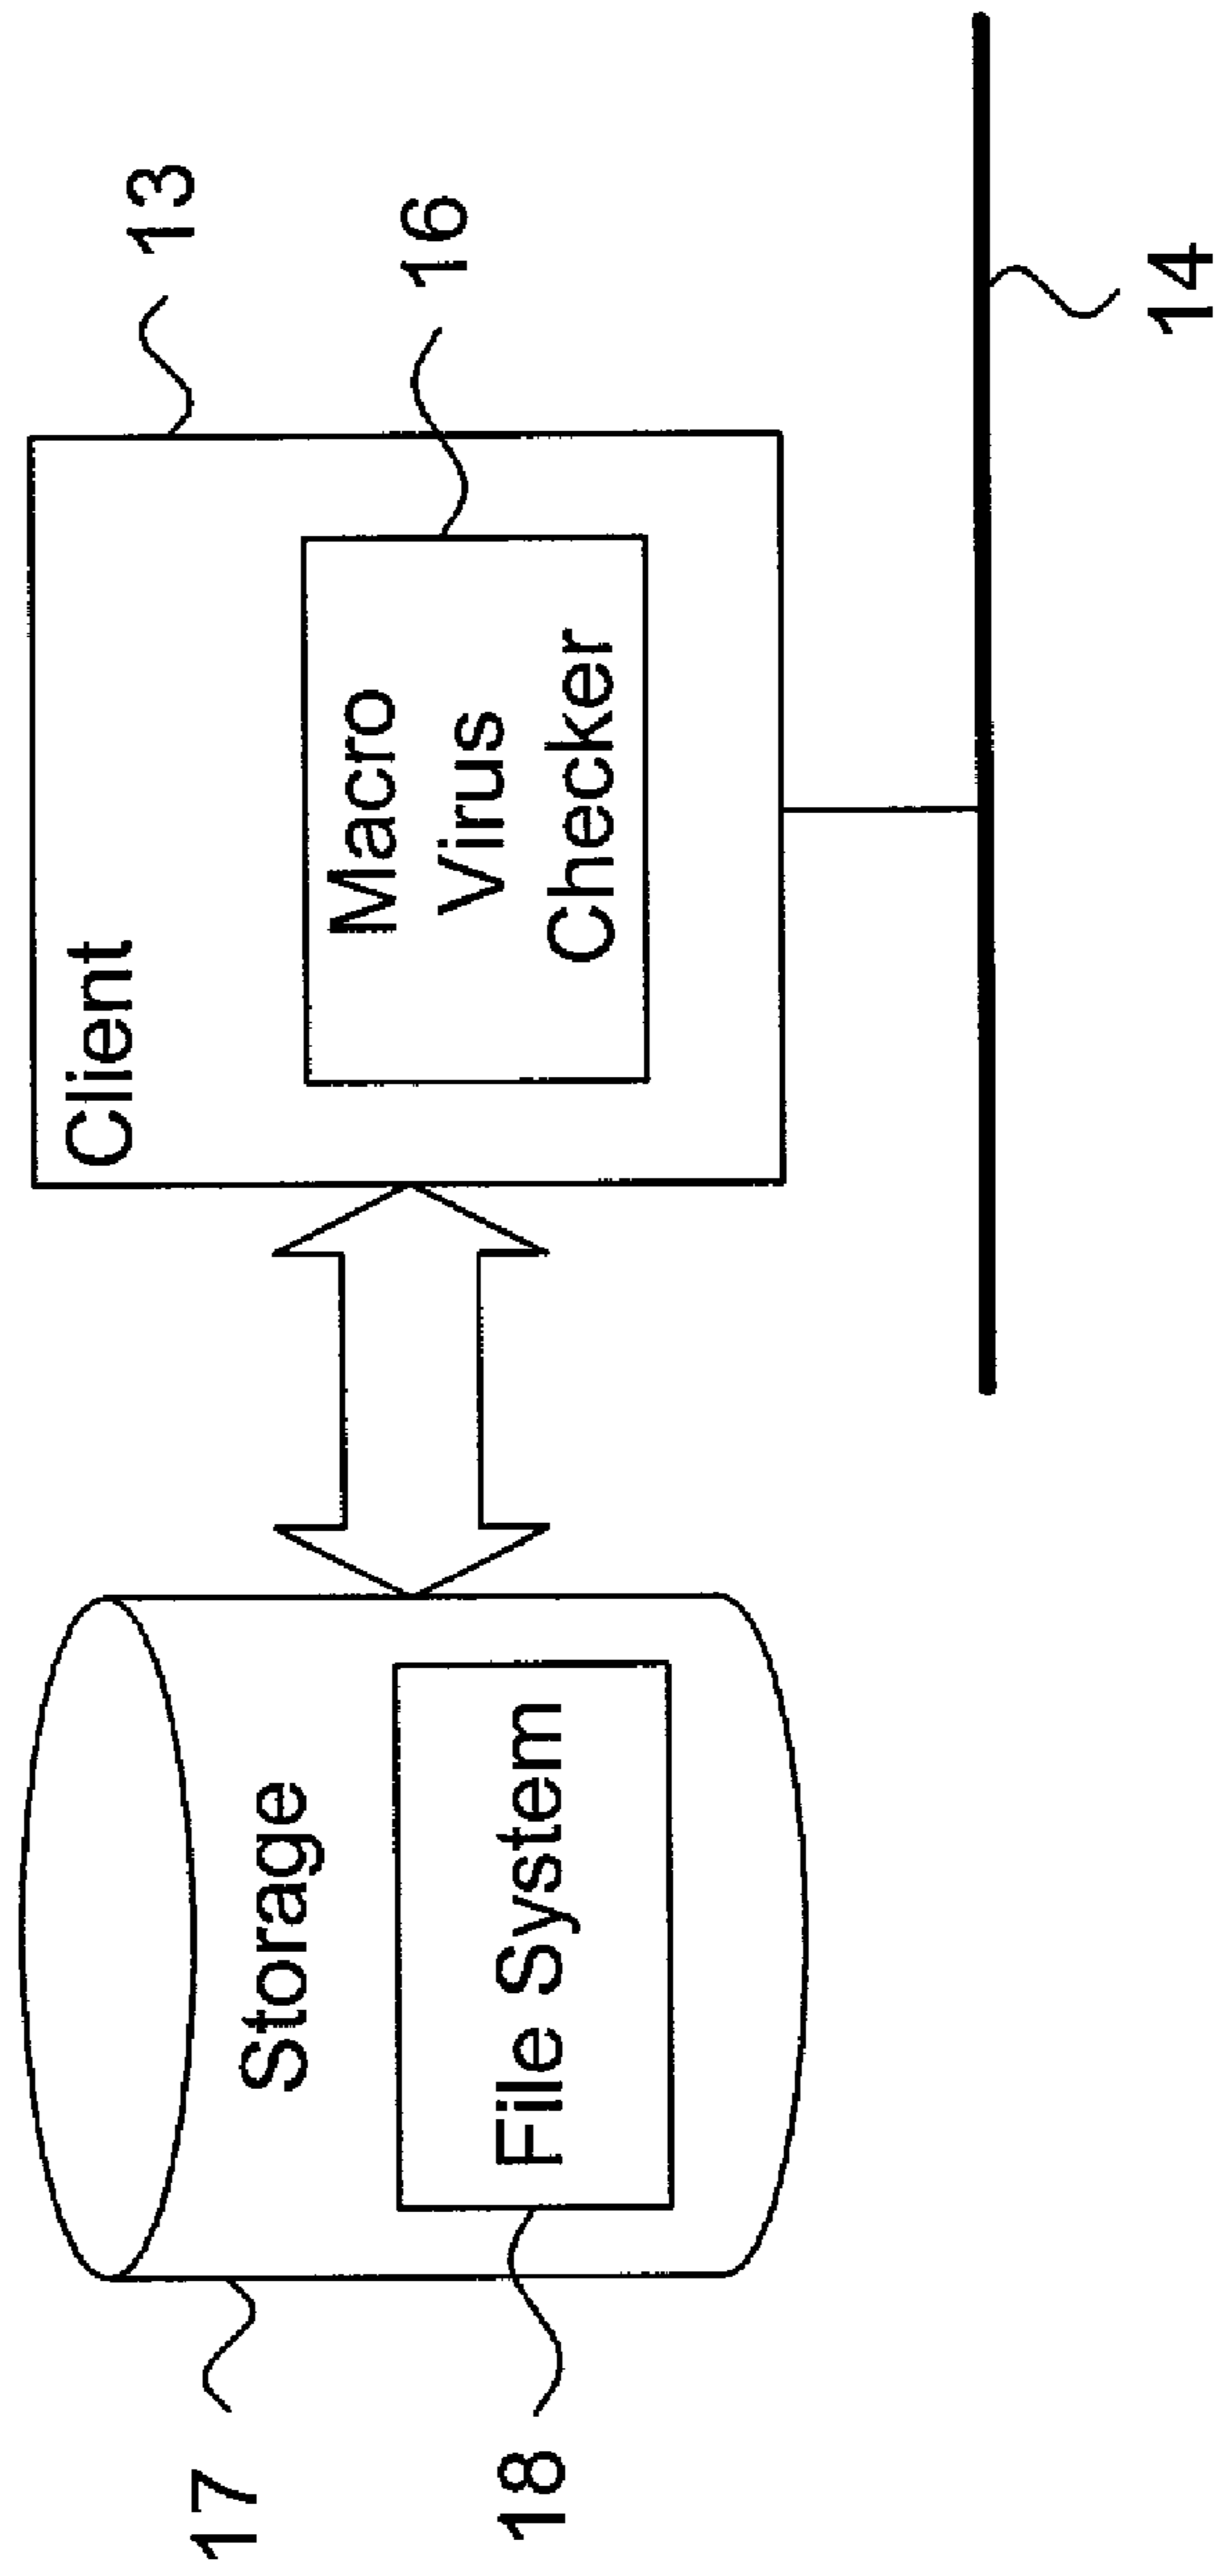 Client
13
Storage
Macro
Virus
Checker
16
17
File System
18
14